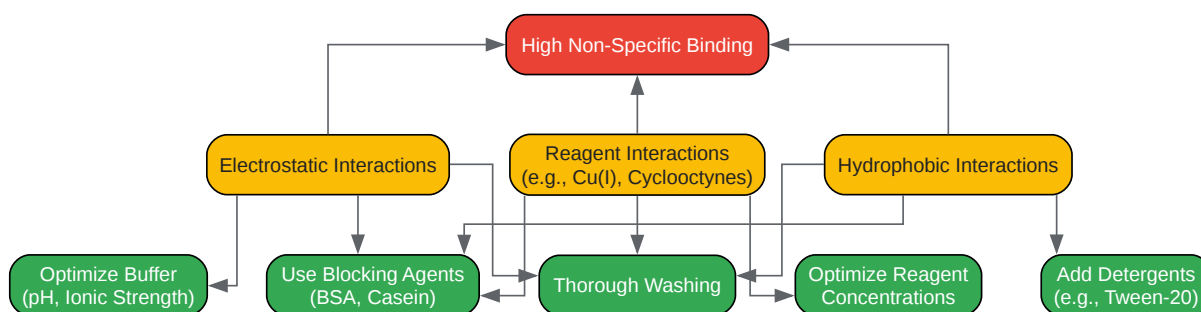 High Non-Specific Binding
Electrostatic Interactions
Reagent Interactions
(e.g., Cu(I), Cyclooctynes)
Hydrophobic Interactions
Optimize Buffer
(pH, Ionic Strength)
Use Blocking Agents
(BSA, Casein)
Thorough Washing
Optimize Reagent
Concentrations
Add Detergents
(e.g., Tween-20)